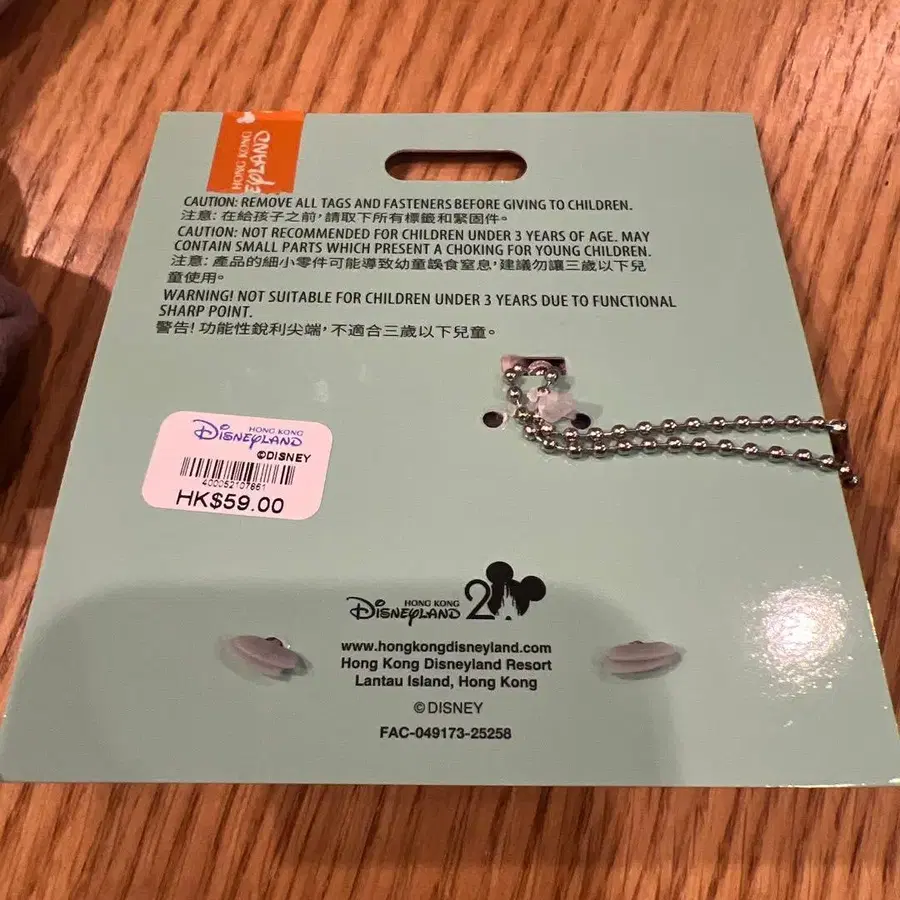 HONG KONG
DISNEYLAND
CAUTION: REMOVE ALL TAGS AND FASTENERS BEFORE GIVING TO CHILDREN.
注意: 在給孩子之前,請取下所有標籤和緊固件。
CAUTION: NOT RECOMMENDED FOR CHILDREN UNDER 3 YEARS OF AGE. MAY
CONTAIN SMALL PARTS WHICH PRESENT A CHOKING FOR YOUNG CHILDREN.
注意: 產品的細小零件可能導致幼童誤食窒息,建議勿讓三歲以下兒
童使用。
WARNING! NOT SUITABLE FOR CHILDREN UNDER 3 YEARS DUE TO FUNCTIONAL
SHARP POINT.
警告! 功能性銳利尖端, 不適合三歲以下兒童。
HONG KONG
DISNEYLAND
©DISNEY
400052107861
HK$59.00
HONG KONG
DISNEYLAND 20
www.hongkongdisneyland.com
Hong Kong Disneyland Resort
Lantau Island, Hong Kong
©DISNEY
FAC-049173-25258